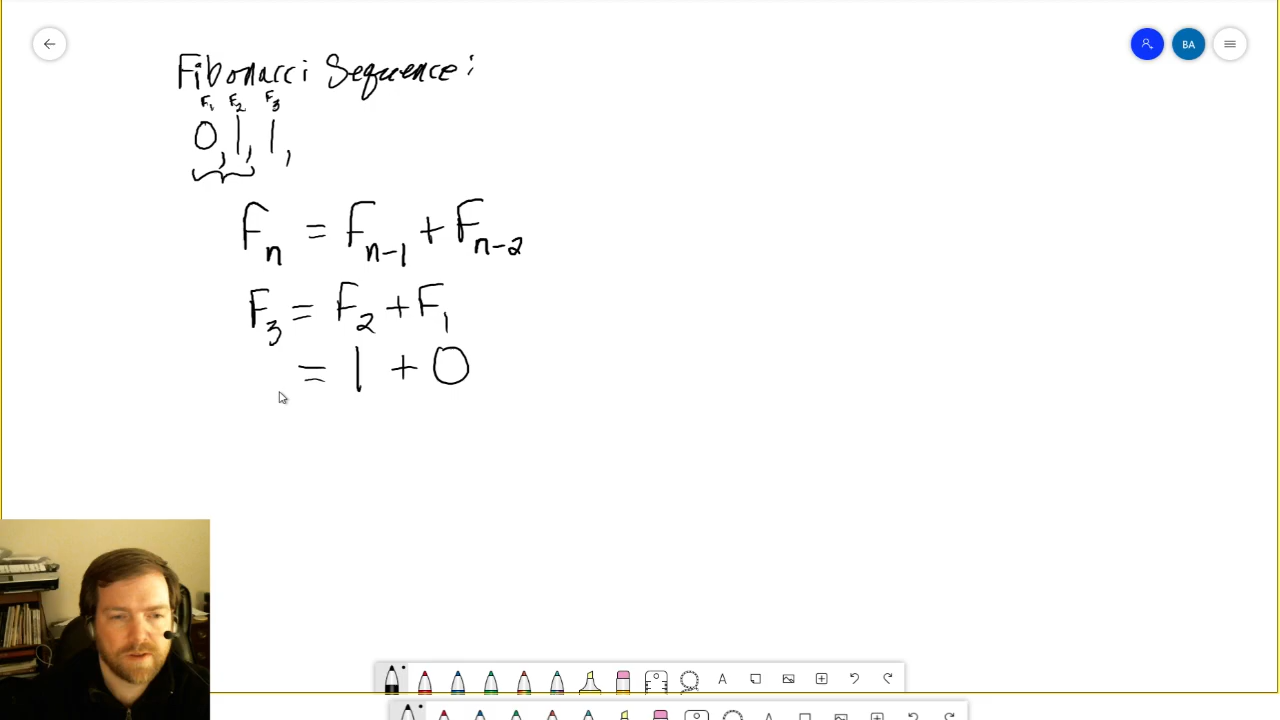 BA
Fibonacci Sequence:
F₁ F₂ F₃
0, 1, 1,
Fₙ = Fₙ₋₁ + Fₙ₋₂
F₃ = F₂ + F₁
= 1 + 0
A
A